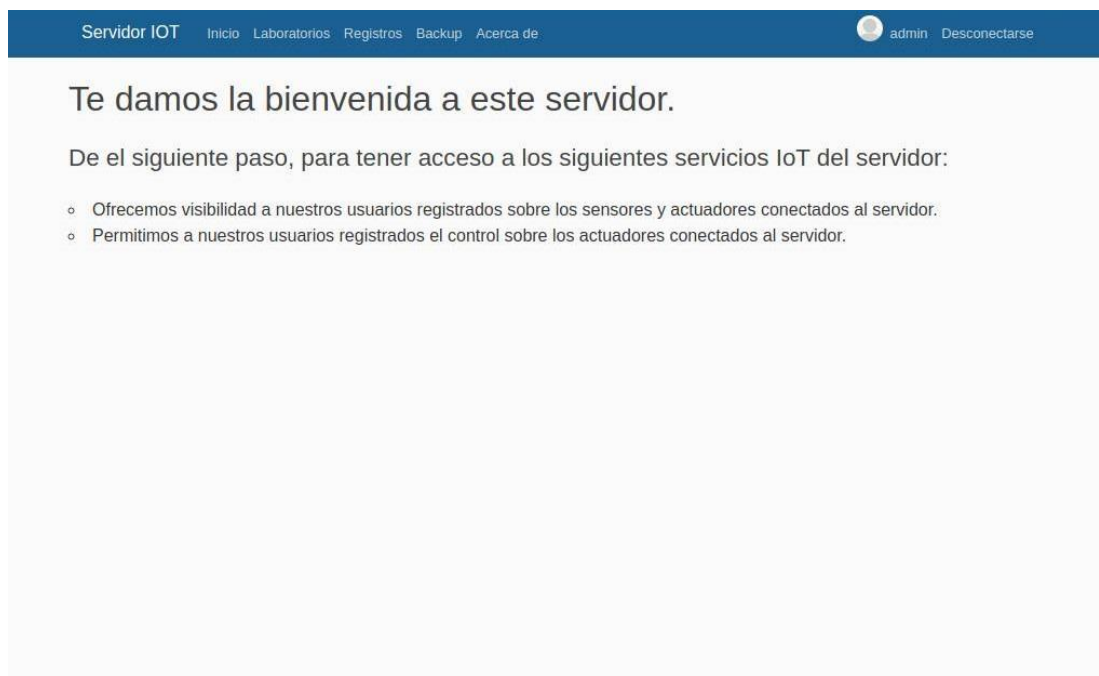 Servidor IOT Inicio Laboratorios Registros Backup Acerca de admin Desconectarse
Te damos la bienvenida a este servidor.
De el siguiente paso, para tener acceso a los siguientes servicios IoT del servidor:
Ofrecemos visibilidad a nuestros usuarios registrados sobre los sensores y actuadores conectados al servidor.
Permitimos a nuestros usuarios registrados el control sobre los actuadores conectados al servidor.